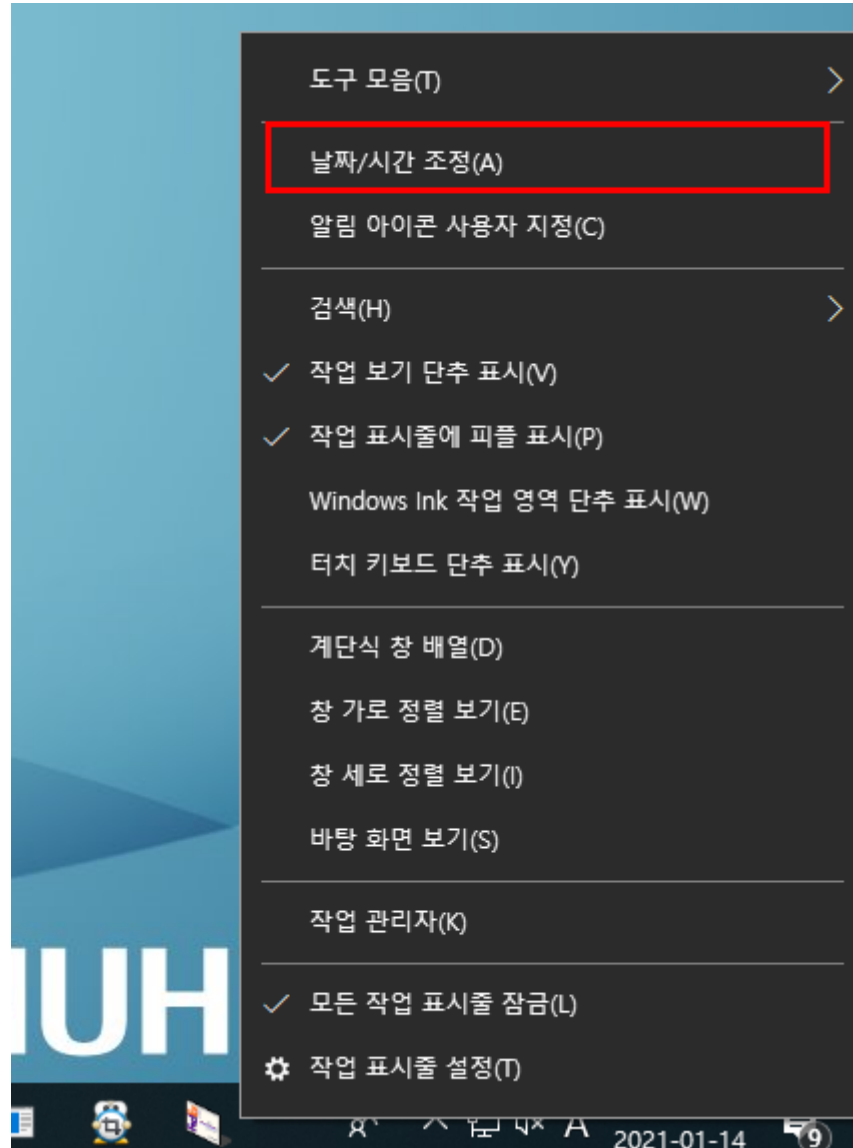 도구 모음(T)
날짜/시간 조정(A)
알림 아이콘 사용자 지정(C)
검색(H)
작업 보기 단추 표시(V)
작업 표시줄에 피플 표시(P)
Windows Ink 작업 영역 단추 표시(W)
터치 키보드 단추 표시(Y)
계단식 창 배열(D)
창 가로 정렬 보기(E)
창 세로 정렬 보기(I)
바탕 화면 보기(S)
작업 관리자(K)
모든 작업 표시줄 잠금(L)
작업 표시줄 설정(T)
UH
A
2021-01-14
9